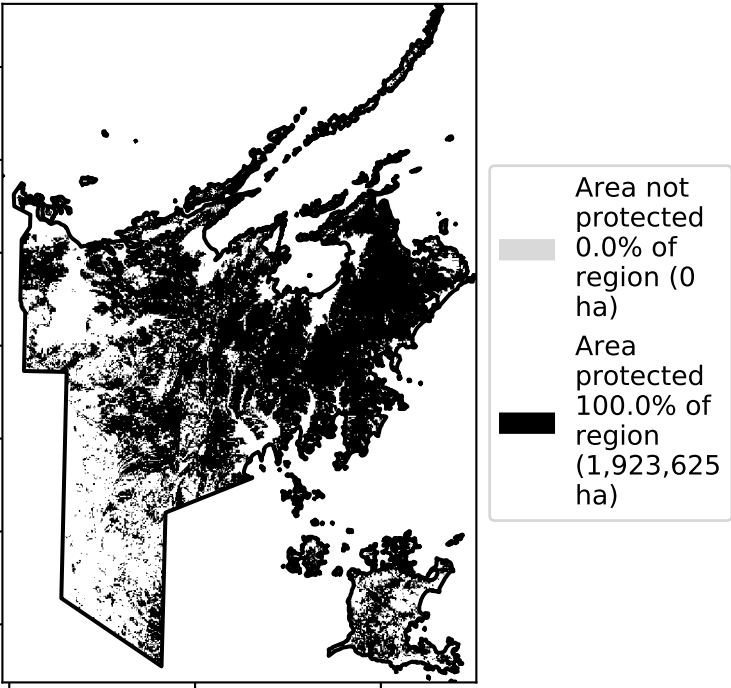 Area not
protected
0.0% of
region (0
ha)
Area
protected
100.0% of
region
(1,923,625
ha)